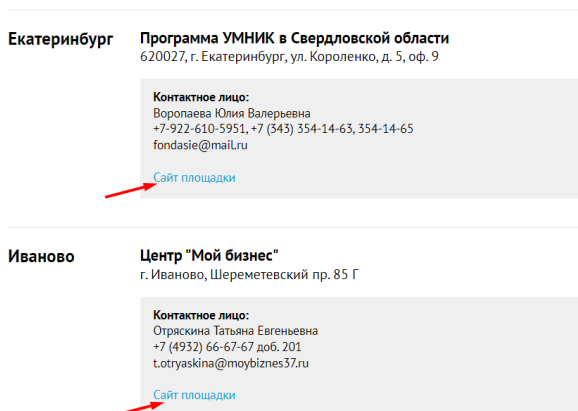 Екатеринбург
Программа УМНИК в Свердловской области
620027, г. Екатеринбург, ул. Короленко, д. 5, оф. 9
Контактное лицо:
Воропаева Юлия Валерьевна
+7-922-610-5951, +7 (343) 354-14-63, 354-14-65
fondasie@mail.ru
Сайт площадки
Иваново
Центр "Мой бизнес"
г. Иваново, Шереметевский пр. 85 Г
Контактное лицо:
Отряскина Татьяна Евгеньевна
+7 (4932) 66-67-67 доб. 201
t.otryaskina@moybiznes37.ru
Сайт площадки